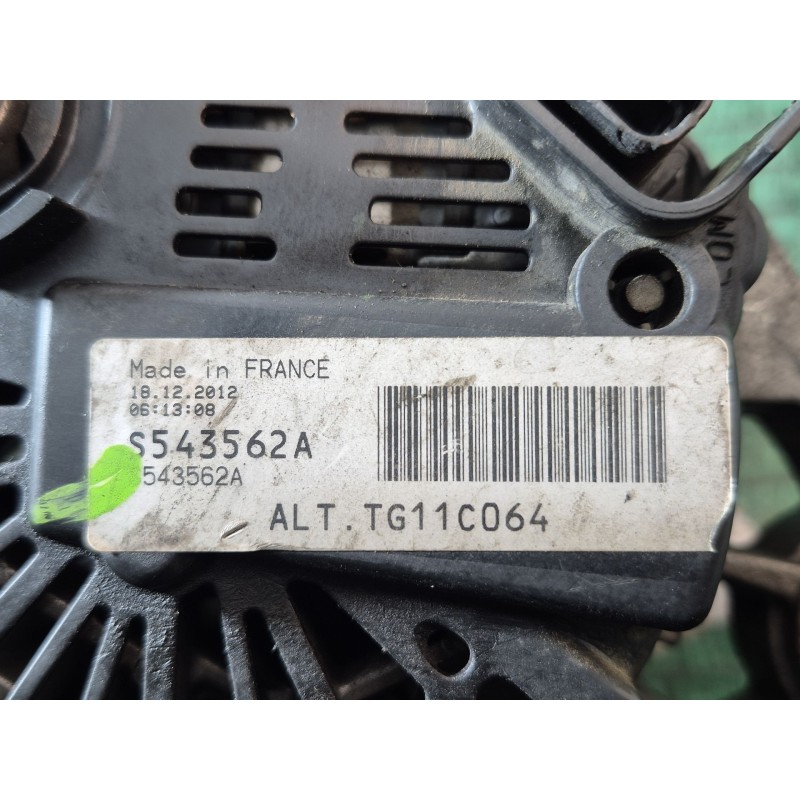 Made in FRANCE
18.12.2012
06:13:08
S543562A
543562A
ALT. TG11C064